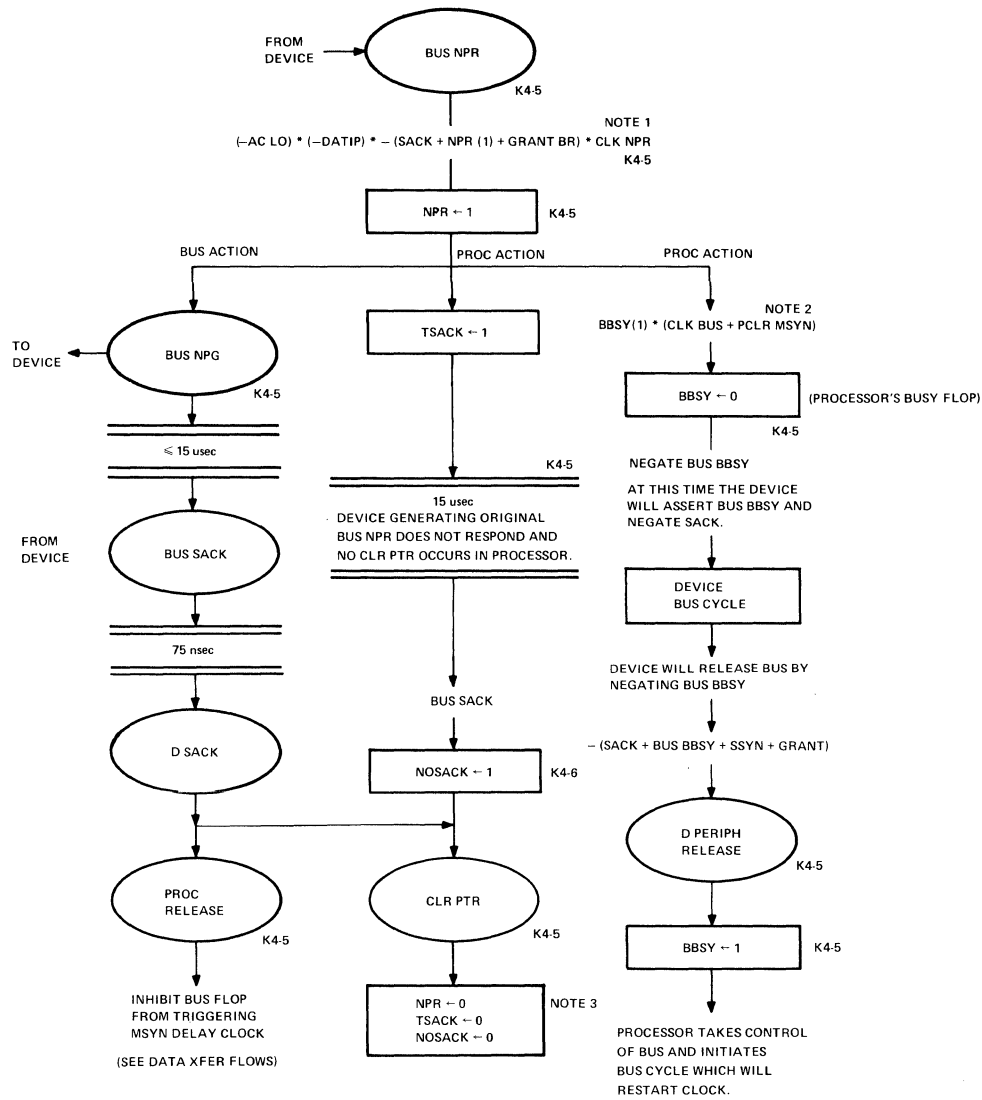 FROM
DEVICE
BUS NPR
K4-5
NOTE 1
(−AC LO) * (−DATIP) * − (SACK + NPR (1) + GRANT BR) * CLK NPR
K4-5
NPR ← 1
K4-5
BUS ACTION
PROC ACTION
PROC ACTION
TO
DEVICE
BUS NPG
K4-5
≤ 15 usec
FROM
DEVICE
BUS SACK
75 nsec
D SACK
PROC
RELEASE
K4-5
INHIBIT BUS FLOP
FROM TRIGGERING
MSYN DELAY CLOCK
(SEE DATA XFER FLOWS)
TSACK ← 1
K4-5
15 usec
DEVICE GENERATING ORIGINAL
BUS NPR DOES NOT RESPOND AND
NO CLR PTR OCCURS IN PROCESSOR.
BUS SACK
NOSACK ← 1
K4-6
CLR PTR
K4-5
NPR ← 0
TSACK ← 0
NOSACK ← 0
NOTE 3
NOTE 2
BBSY(1) * (CLK BUS + PCLR MSYN)
BBSY ← 0
(PROCESSOR'S BUSY FLOP)
K4-5
NEGATE BUS BBSY
AT THIS TIME THE DEVICE
WILL ASSERT BUS BBSY AND
NEGATE SACK.
DEVICE
BUS CYCLE
DEVICE WILL RELEASE BUS BY
NEGATING BUS BBSY
− (SACK + BUS BBSY + SSYN + GRANT)
D PERIPH
RELEASE
K4-5
BBSY ← 1
K4-5
PROCESSOR TAKES CONTROL
OF BUS AND INITIATES
BUS CYCLE WHICH WILL
RESTART CLOCK.